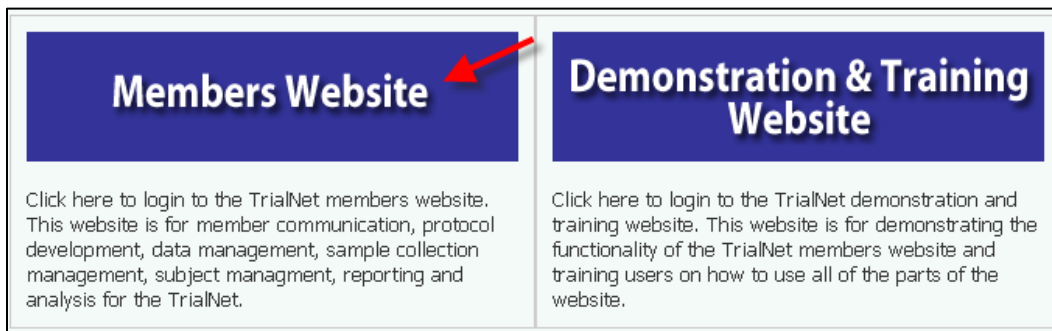 Members Website
Click here to login to the TrialNet members website.
This website is for member communication, protocol
development, data management, sample collection
management, subject managment, reporting and
analysis for the TrialNet.
Demonstration & Training
Website
Click here to login to the TrialNet demonstration and
training website. This website is for demonstrating the
functionality of the TrialNet members website and
training users on how to use all of the parts of the
website.